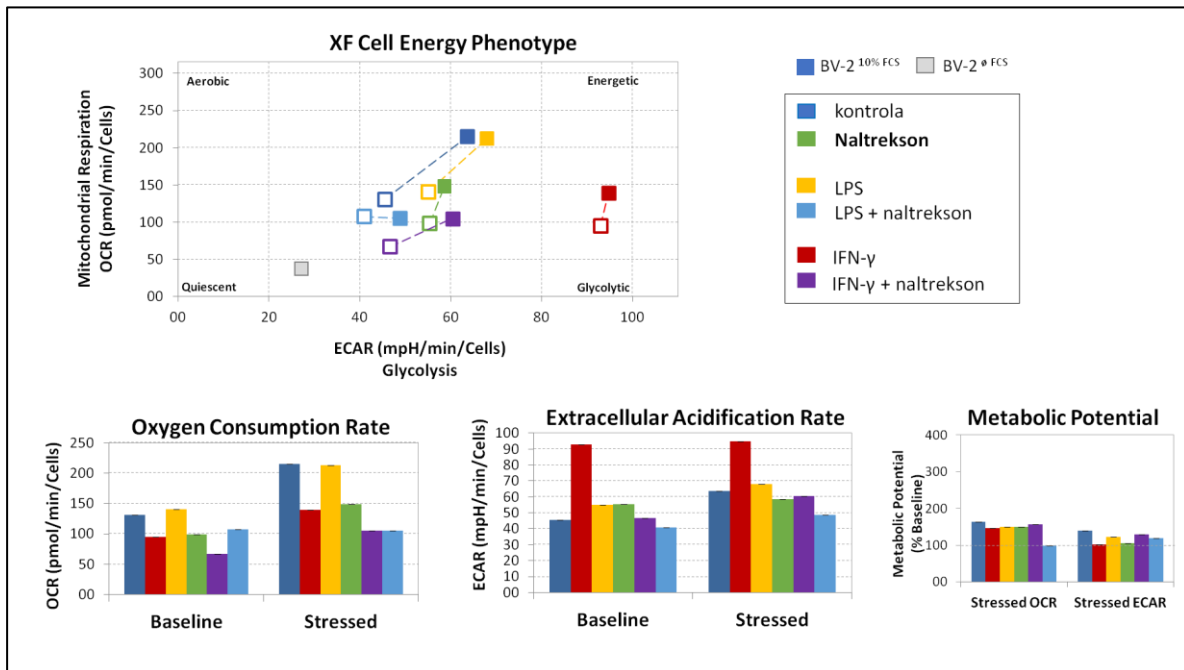 XF Cell Energy Phenotype
300
250
200
150
100
50
00
Aerobic
Energetic
Quiescent
Glycolytic
Mitochondrial Respiration
OCR (pmol/min/Cells)
00 20 40 60 80 100
ECAR (mpH/min/Cells)
Glycolysis
BV-2 10% FCS BV-2 ø FCS
kontrola
Naltrekson
LPS
LPS + naltrekson
IFN-γ
IFN-γ + naltrekson
Oxygen Consumption Rate
OCR (pmol/min/Cells)
250
200
150
100
50
00
Baseline Stressed
Extracellular Acidification Rate
ECAR (mpH/min/Cells)
100
90
80
70
60
50
40
30
20
10
00
Baseline Stressed
Metabolic Potential
Metabolic Potential
(% Baseline)
400
300
200
100
00
Stressed OCR Stressed ECAR